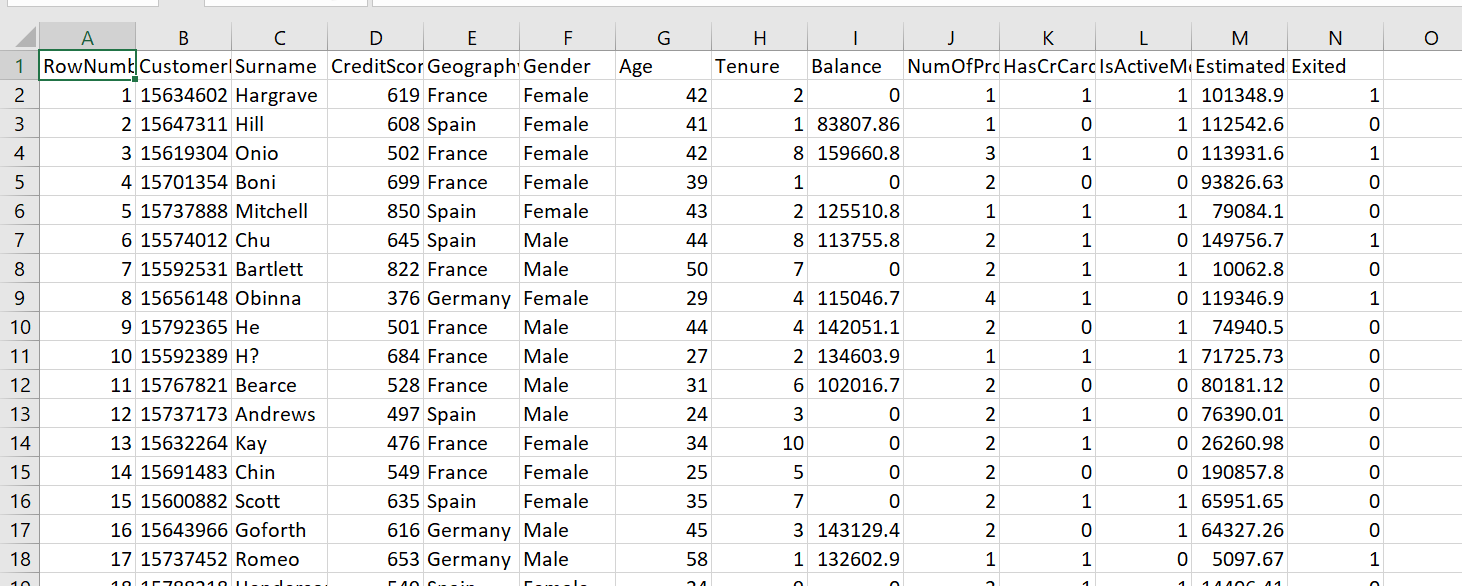 A B C D E F G H I J K L M N O
1 RowNumb CustomerI Surname CreditScor Geography Gender Age Tenure Balance NumOfPro HasCrCard IsActiveMe Estimated Exited
2 1 15634602 Hargrave 619 France Female 42 2 0 1 1 1 101348.9 1
3 2 15647311 Hill 608 Spain Female 41 1 83807.86 1 0 1 112542.6 0
4 3 15619304 Onio 502 France Female 42 8 159660.8 3 1 0 113931.6 1
5 4 15701354 Boni 699 France Female 39 1 0 2 0 0 93826.63 0
6 5 15737888 Mitchell 850 Spain Female 43 2 125510.8 1 1 1 79084.1 0
7 6 15574012 Chu 645 Spain Male 44 8 113755.8 2 1 0 149756.7 1
8 7 15592531 Bartlett 822 France Male 50 7 0 2 1 1 10062.8 0
9 8 15656148 Obinna 376 Germany Female 29 4 115046.7 4 1 0 119346.9 1
10 9 15792365 He 501 France Male 44 4 142051.1 2 0 1 74940.5 0
11 10 15592389 H? 684 France Male 27 2 134603.9 1 1 1 71725.73 0
12 11 15767821 Bearce 528 France Male 31 6 102016.7 2 0 0 80181.12 0
13 12 15737173 Andrews 497 Spain Male 24 3 0 2 1 0 76390.01 0
14 13 15632264 Kay 476 France Female 34 10 0 2 1 0 26260.98 0
15 14 15691483 Chin 549 France Female 25 5 0 2 0 0 190857.8 0
16 15 15600882 Scott 635 Spain Female 35 7 0 2 1 1 65951.65 0
17 16 15643966 Goforth 616 Germany Male 45 3 143129.4 2 0 1 64327.26 0
18 17 15737452 Romeo 653 Germany Male 58 1 132602.9 1 1 0 5097.67 1